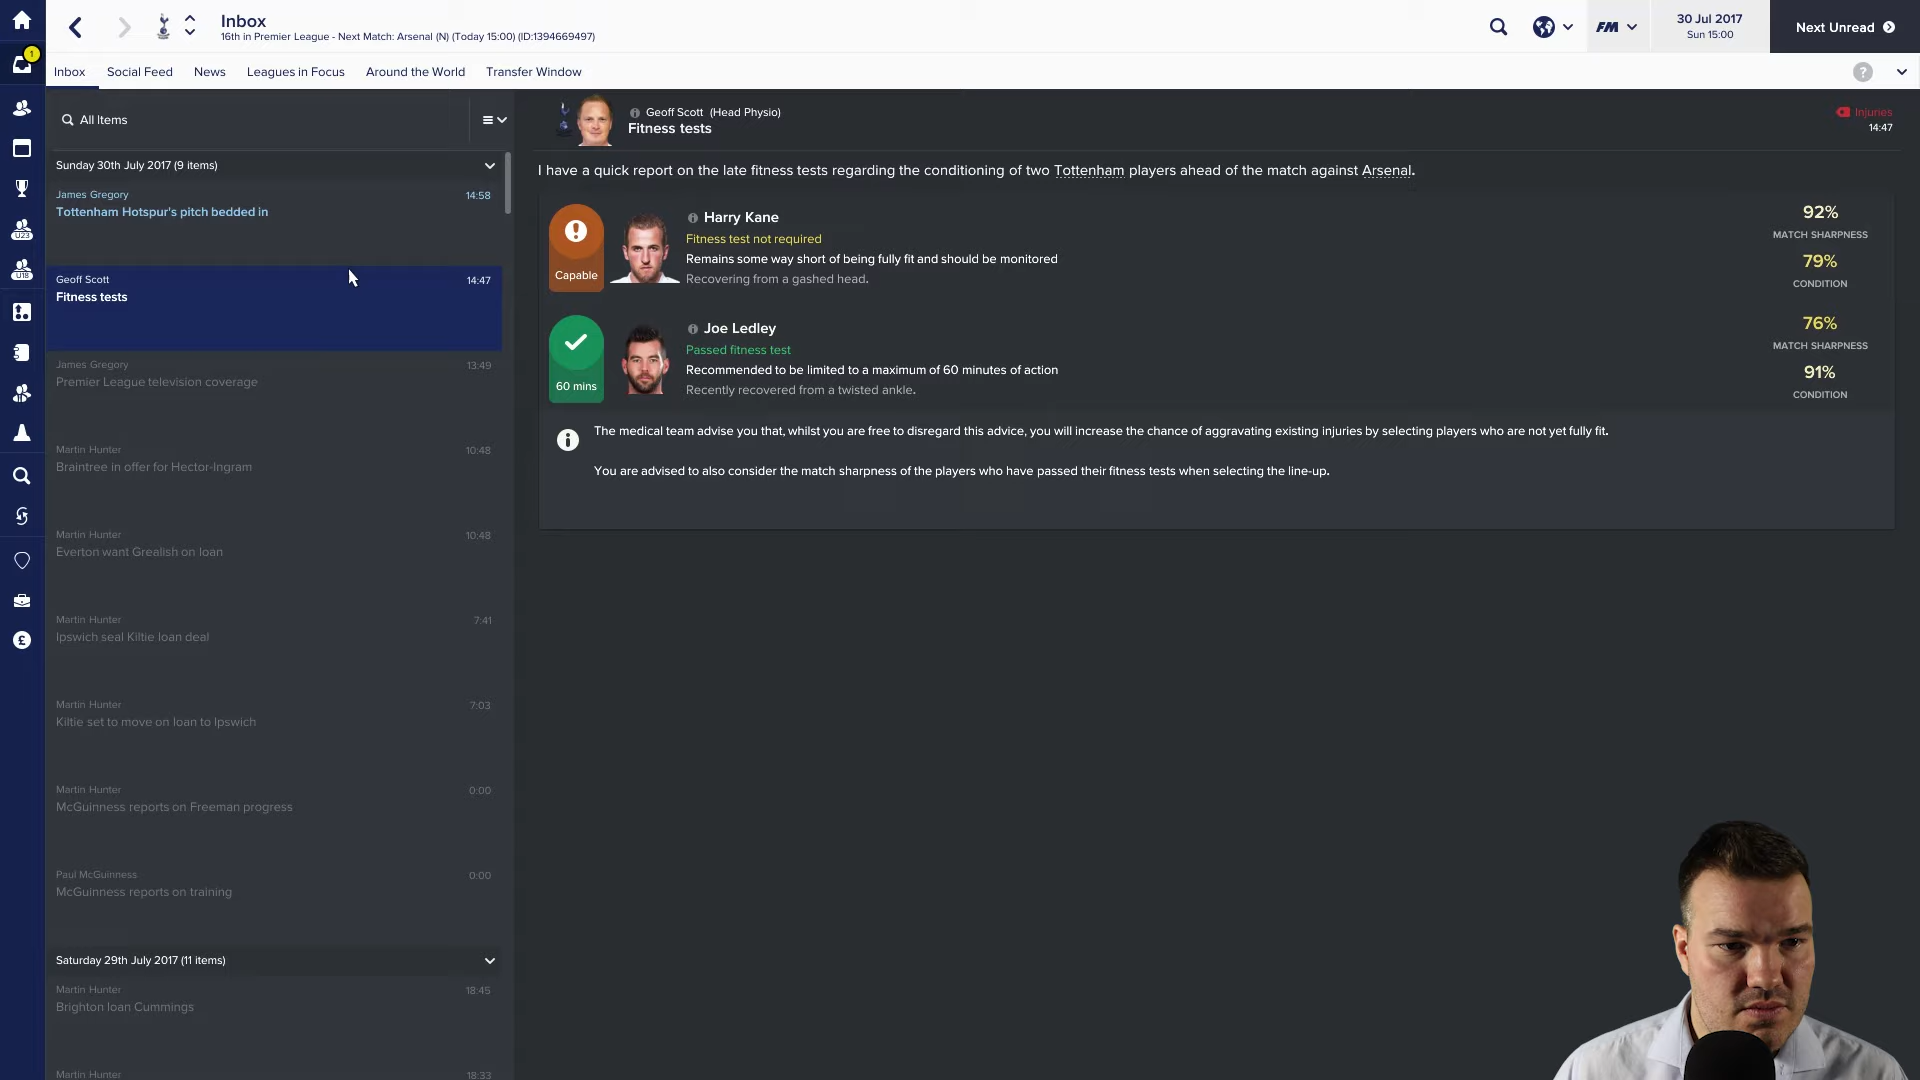 Inbox
16th in Premier League - Next Match: Arsenal (N) (Today 15:00) (ID:1394669497)
FM
30 Jul 2017
Sun 15:00
Next Unread
1
Inbox
Social Feed
News
Leagues in Focus
Around the World
Transfer Window
?
All Items
Sunday 30th July 2017 (9 items)
James Gregory
14:58
Tottenham Hotspur's pitch bedded in
Geoff Scott
14:47
Fitness tests
James Gregory
13:49
Premier League television coverage
Martin Hunter
10:48
Braintree in offer for Hector-Ingram
Martin Hunter
10:48
Everton want Grealish on loan
Martin Hunter
7:41
Ipswich seal Kiltie loan deal
Martin Hunter
7:03
Kiltie set to move on loan to Ipswich
Martin Hunter
0:00
McGuinness reports on Freeman progress
Paul McGuinness
0:00
McGuinness reports on training
Saturday 29th July 2017 (11 items)
Martin Hunter
18:45
Brighton loan Cummings
Martin Hunter
18:33
U23
U18
£
Geoff Scott (Head Physio)
Fitness tests
Injuries
14:47
I have a quick report on the late fitness tests regarding the conditioning of two Tottenham players ahead of the match against Arsenal.
Capable
Harry Kane
Fitness test not required
Remains some way short of being fully fit and should be monitored
Recovering from a gashed head.
92%
MATCH SHARPNESS
79%
CONDITION
60 mins
Joe Ledley
Passed fitness test
Recommended to be limited to a maximum of 60 minutes of action
Recently recovered from a twisted ankle.
76%
MATCH SHARPNESS
91%
CONDITION
The medical team advise you that, whilst you are free to disregard this advice, you will increase the chance of aggravating existing injuries by selecting players who are not yet fully fit.
You are advised to also consider the match sharpness of the players who have passed their fitness tests when selecting the line-up.